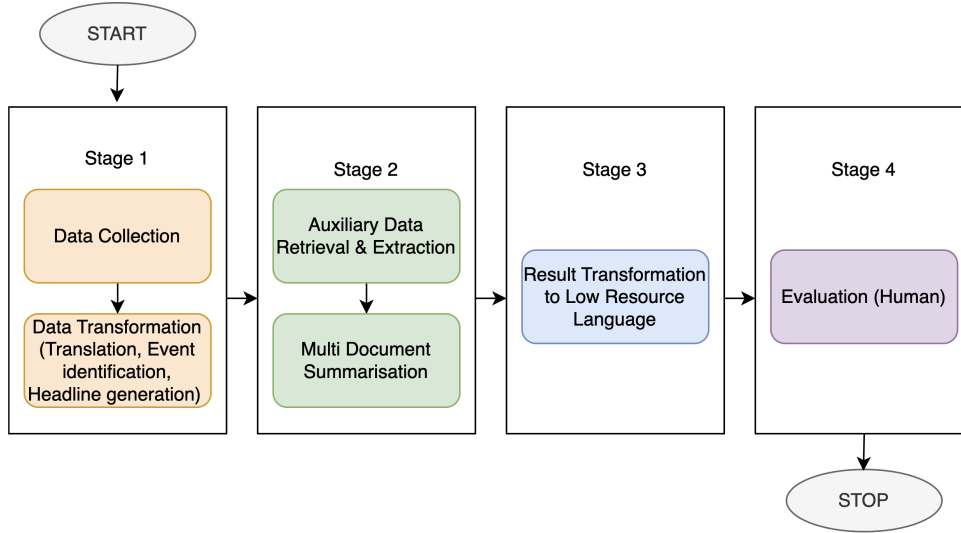 START
Stage 1
Data Collection
Data Transformation
(Translation, Event
identification,
Headline generation)
Stage 2
Auxiliary Data
Retrieval & Extraction
Multi Document
Summarisation
Stage 3
Result Transformation
to Low Resource
Language
Stage 4
Evaluation (Human)
STOP